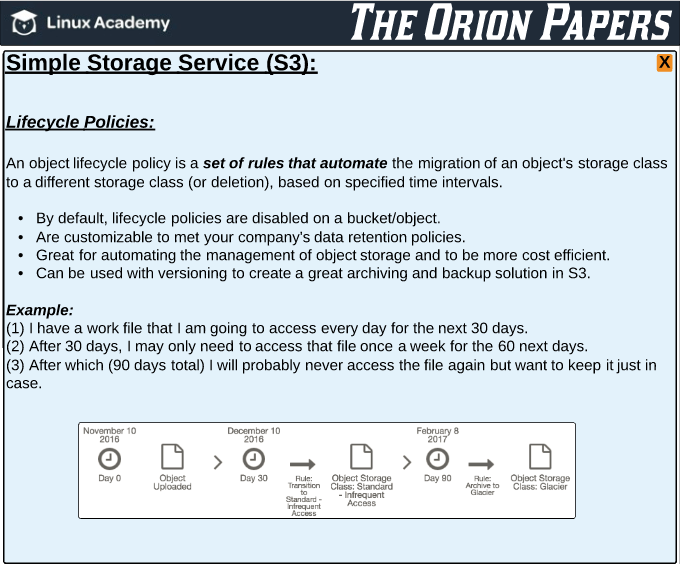 Linux Academy
THE ORION PAPERS
Simple Storage Service (S3):
X
Lifecycle Policies:
An object lifecycle policy is a set of rules that automate the migration of an object's storage class
to a different storage class (or deletion), based on specified time intervals.
• By default, lifecycle policies are disabled on a bucket/object.
• Are customizable to met your company's data retention policies.
• Great for automating the management of object storage and to be more cost efficient.
• Can be used with versioning to create a great archiving and backup solution in S3.
Example:
(1) I have a work file that I am going to access every day for the next 30 days.
(2) After 30 days, I may only need to access that file once a week for the 60 next days.
(3) After which (90 days total) I will probably never access the file again but want to keep it just in
case.
November 10
2016
Day 0
Object
Uploaded
December 10
2016
Day 30
Rule:
Transition
to
Standard -
Infrequent
Access
Object Storage
Class: Standard
- Infrequent
Access
February 8
2017
Day 90
Rule:
Archive to
Glacier
Object Storage
Class: Glacier